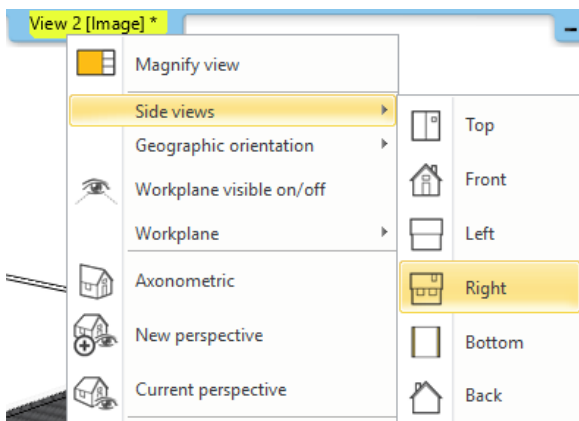 View 2 [Image] *
Magnify view
Side views
Geographic orientation
Workplane visible on/off
Workplane
Axonometric
New perspective
Current perspective
Top
Front
Left
Right
Bottom
Back